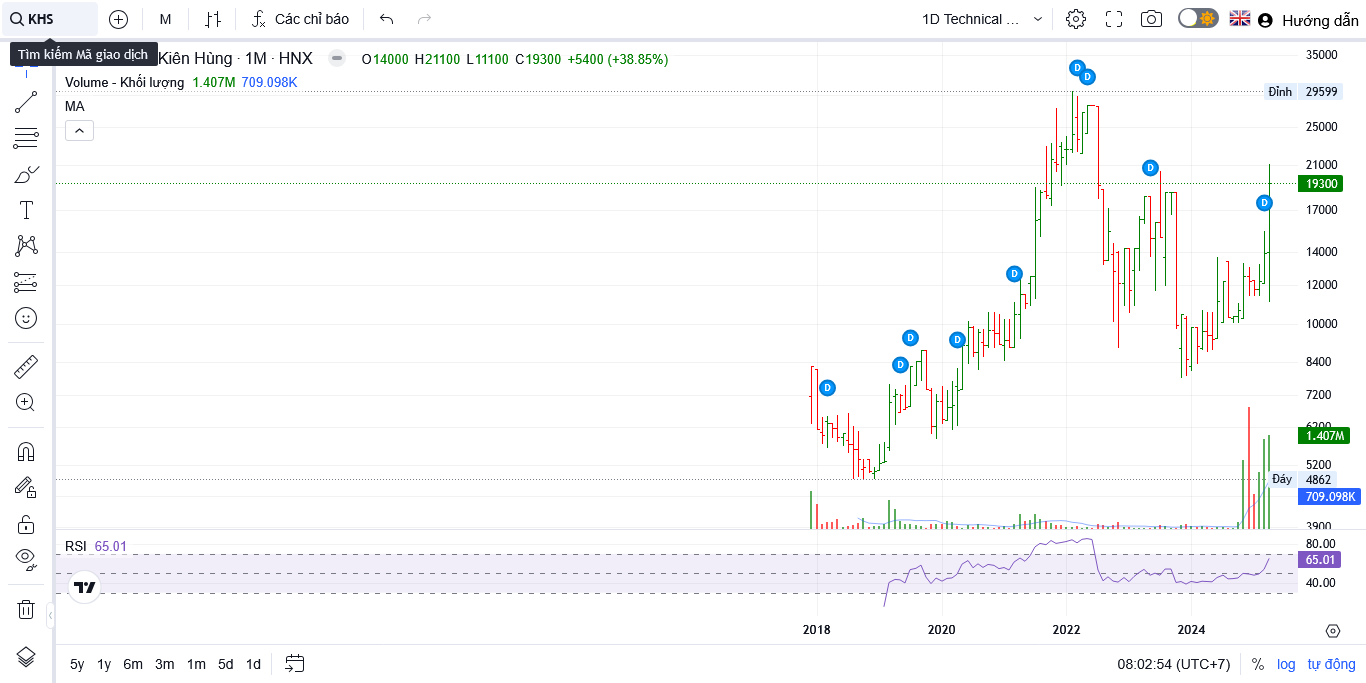 KHS
M
Các chỉ báo
1D Technical ...
Hướng dẫn
Tìm kiếm Mã giao dịch
Kiên Hùng · 1M · HNX
O14000 H21100 L11100 C19300 +5400 (+38.85%)
Volume - Khối lượng 1.407M 709.098K
MA
D
D
D
D
D
D
D
D
D
D
35000
Đỉnh 29599
25000
21000
19300
17000
14000
12000
10000
8400
7200
6200
1.407M
5200
Đáy 4862
709.098K
3900
RSI 65.01
80.00
65.01
40.00
2018 2020 2022 2024
5y 1y 6m 3m 1m 5d 1d
08:02:54 (UTC+7) % log tự động